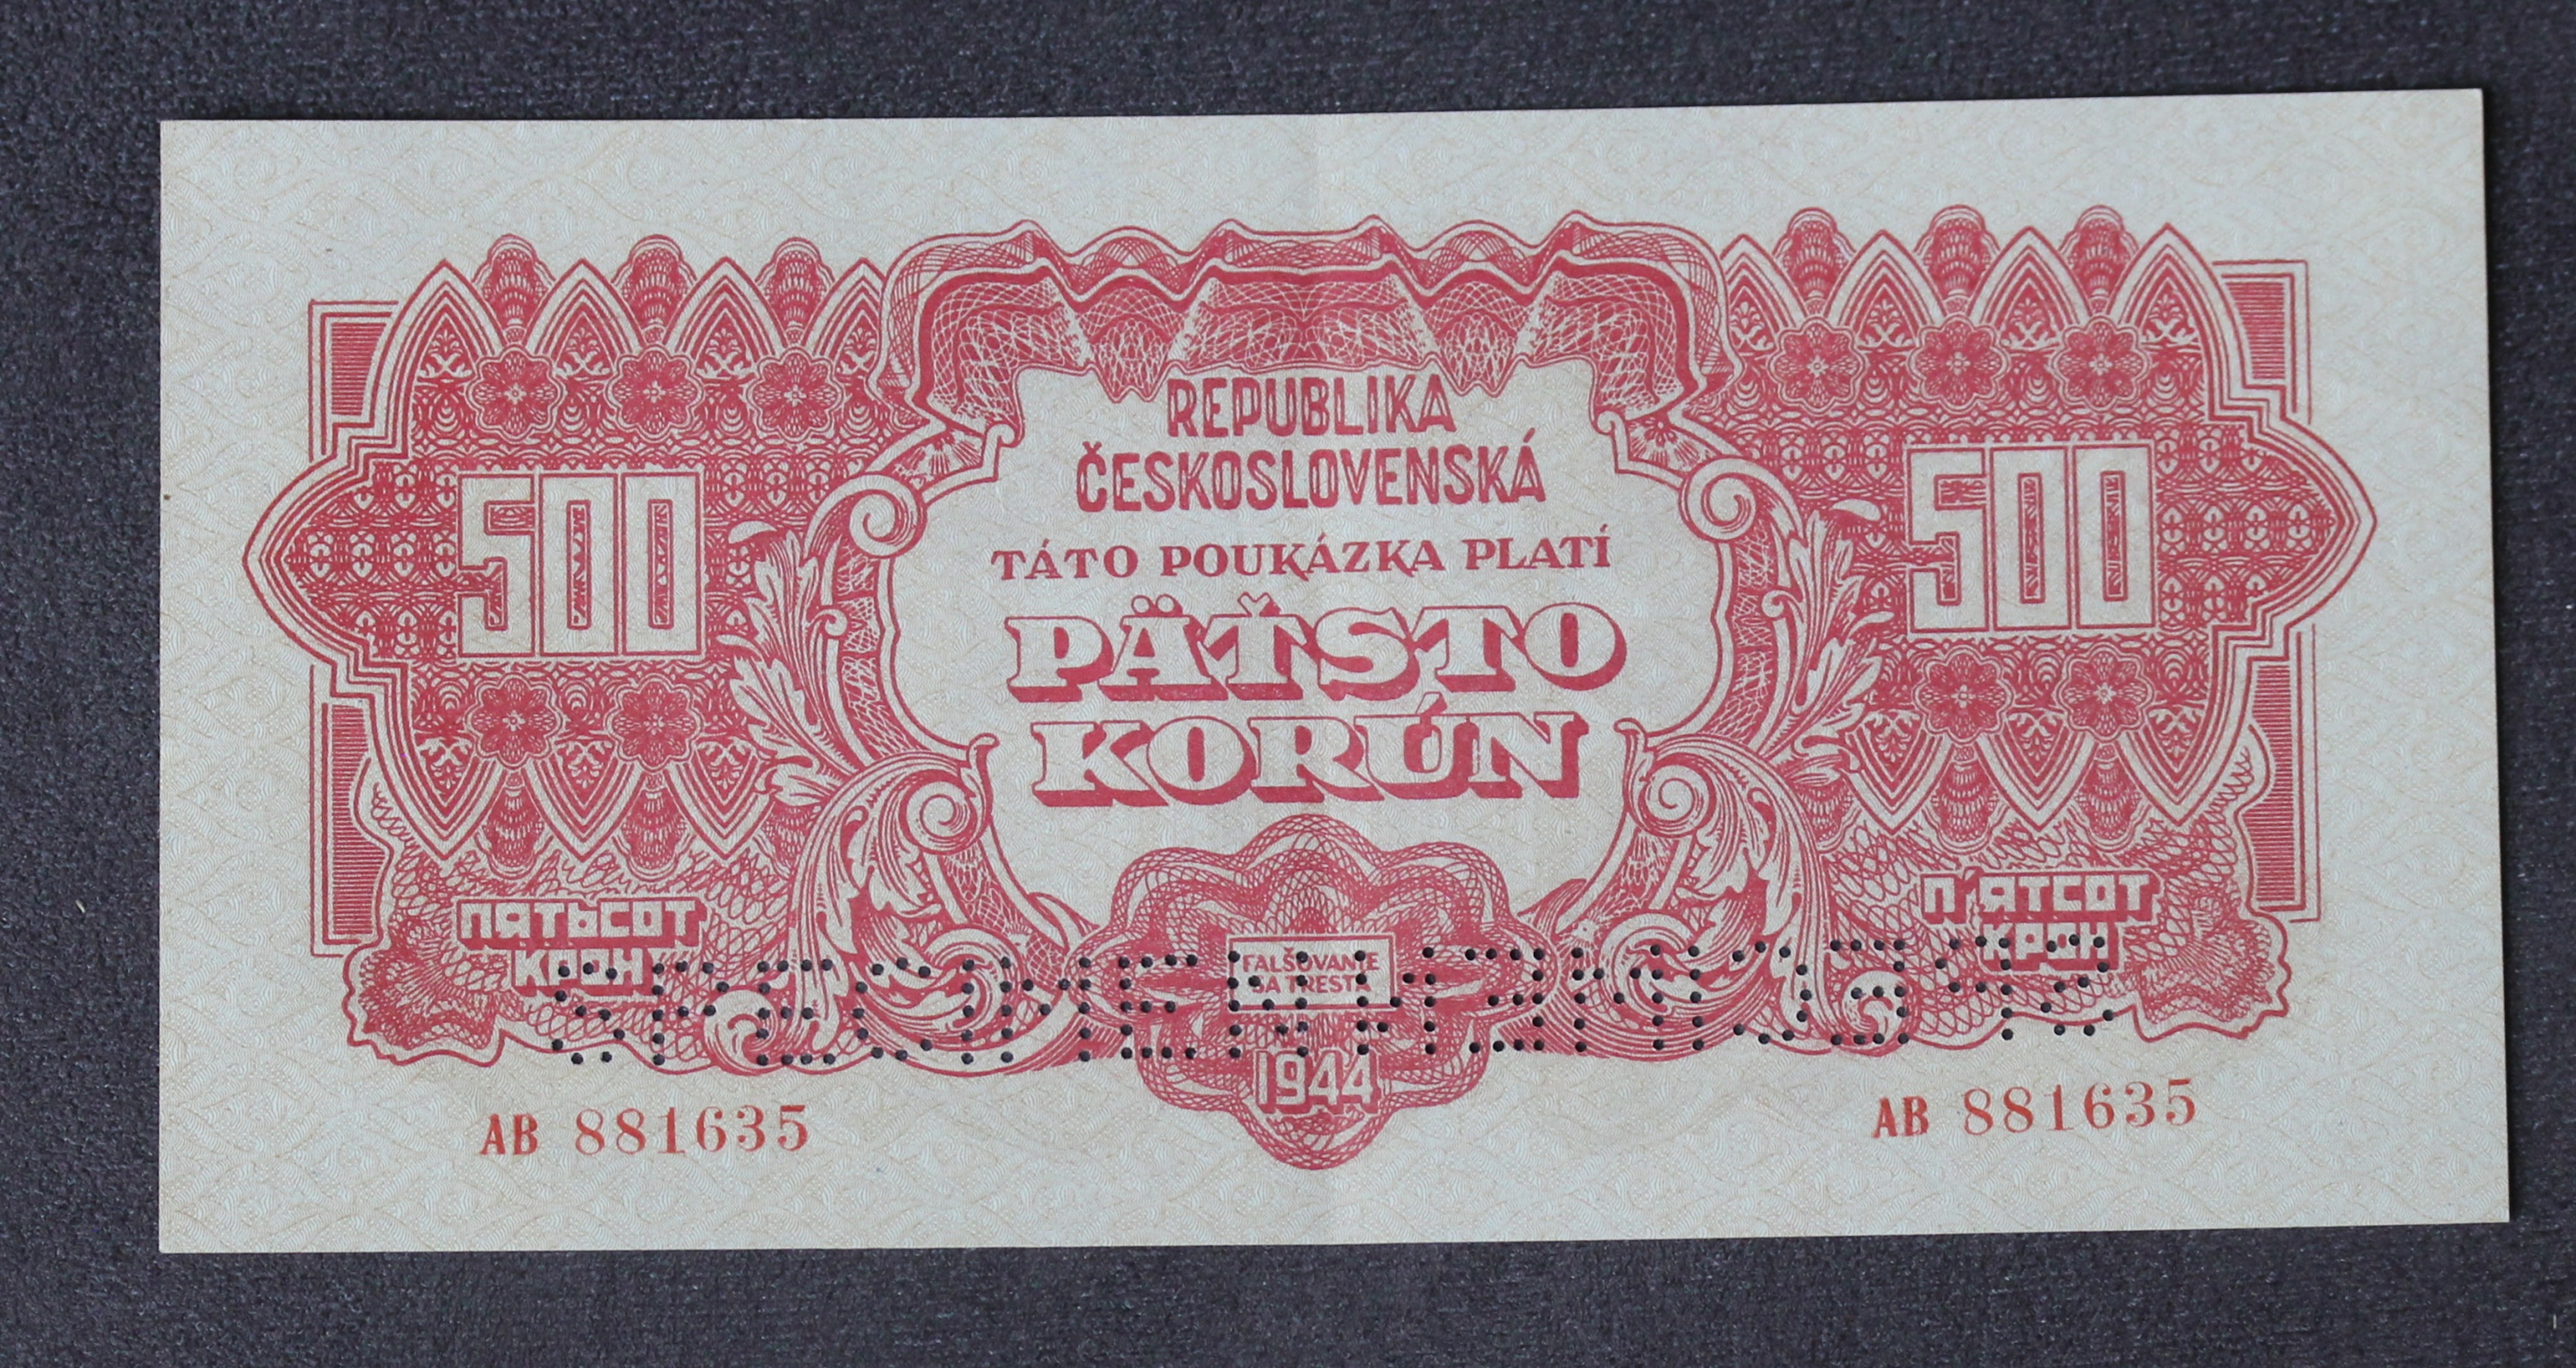 REPUBLIKA
ČESKOSLOVENSKÁ
TÁTO POUKÁZKA PLATÍ
500
500
PÄŤSTO
KORÚN
ПЯТЬСОТ
КРОН
П'ЯТСОТ
КРОН
FALŠOVANIE
SA TRESTÁ
1944
AB 881635
AB 881635